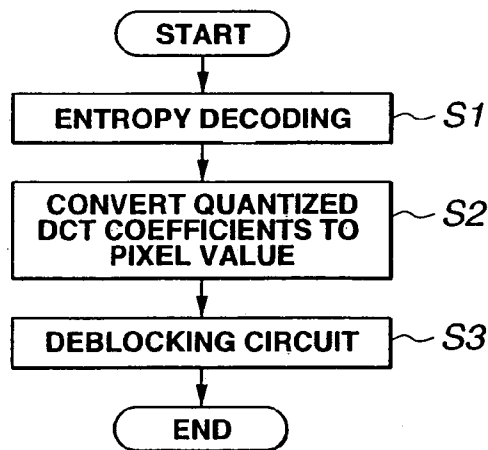 START
ENTROPY DECODING
S1
CONVERT QUANTIZED
DCT COEFFICIENTS TO
PIXEL VALUE
S2
DEBLOCKING CIRCUIT
S3
END